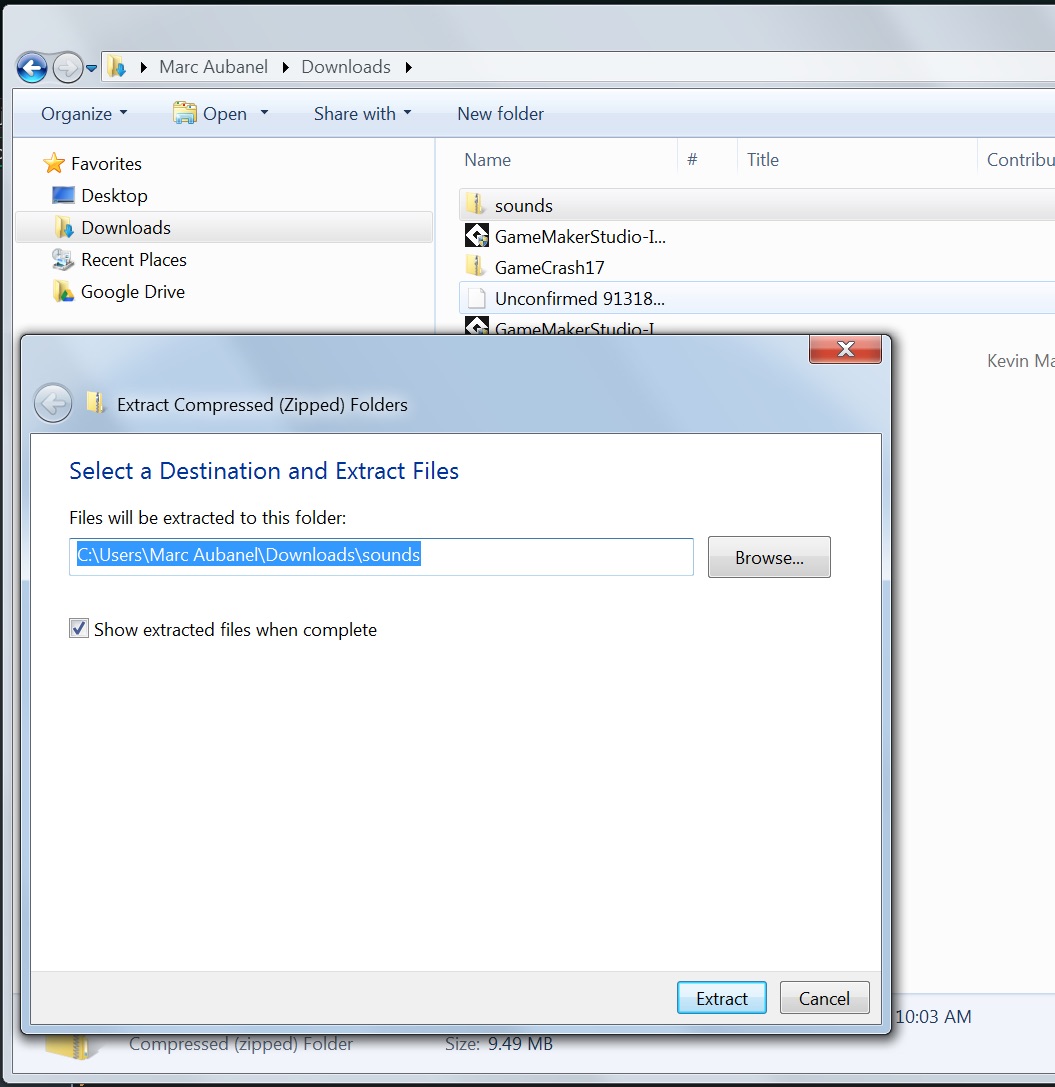 Marc Aubanel Downloads
Organize Open Share with New folder
Name # Title Contribu
Favorites
Desktop
Downloads
Recent Places
Google Drive
sounds
GameMakerStudio-I...
GameCrash17
Unconfirmed 91318...
GameMakerStudio-I
Kevin Ma
Extract Compressed (Zipped) Folders
Select a Destination and Extract Files
Files will be extracted to this folder:
C:\Users\Marc Aubanel\Downloads\sounds
Browse...
Show extracted files when complete
Extract Cancel
10:03 AM
Compressed (zipped) Folder Size: 9.49 MB